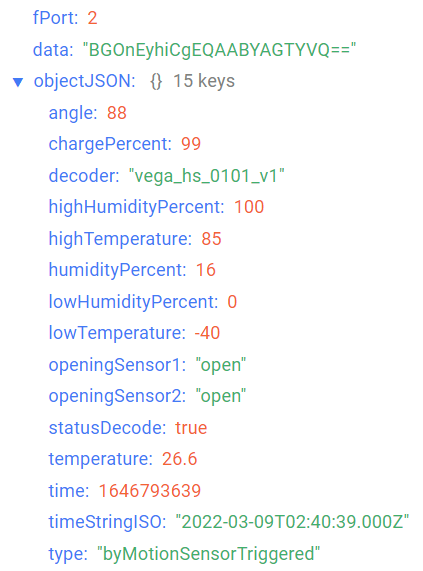 fPort: 2
data: "BGOnEyhiCgEQAABYAGTYVQ=="
▼ objectJSON: {} 15 keys
angle: 88
chargePercent: 99
decoder: "vega_hs_0101_v1"
highHumidityPercent: 100
highTemperature: 85
humidityPercent: 16
lowHumidityPercent: 0
lowTemperature: -40
openingSensor1: "open"
openingSensor2: "open"
statusDecode: true
temperature: 26.6
time: 1646793639
timeStringISO: "2022-03-09T02:40:39.000Z"
type: "byMotionSensorTriggered"